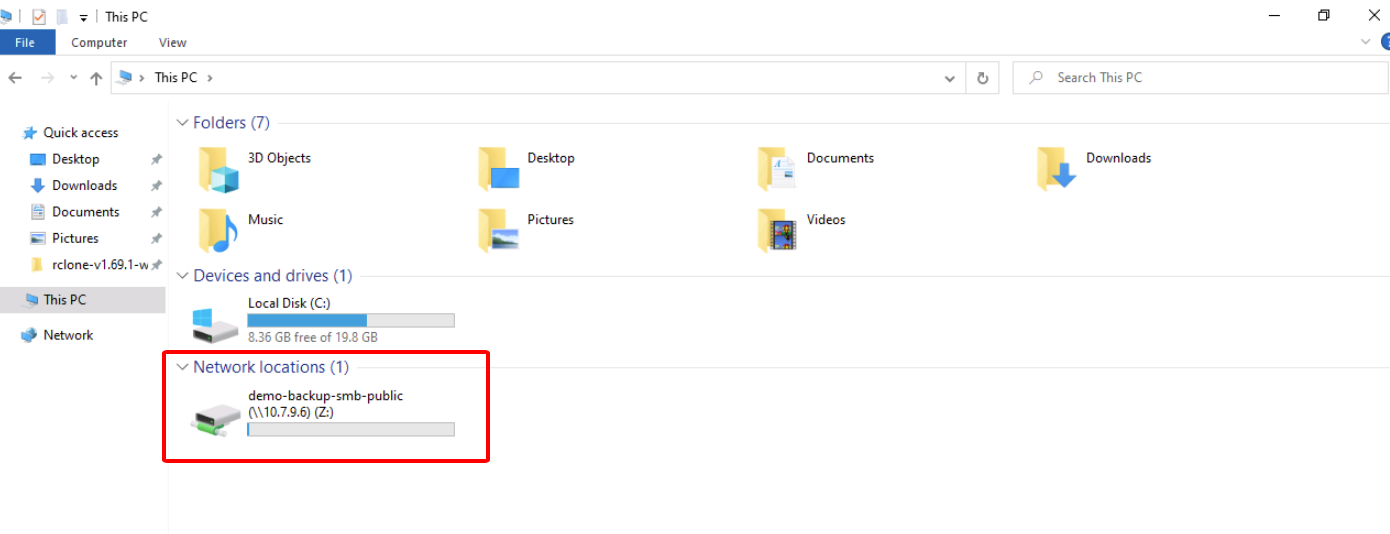 This PC
File Computer View
This PC
Search This PC
Quick access
Desktop
Downloads
Documents
Pictures
rclone-v1.69.1-w
This PC
Network
Folders (7)
3D Objects
Desktop
Documents
Downloads
Music
Pictures
Videos
Devices and drives (1)
Local Disk (C:)
8.36 GB free of 19.8 GB
Network locations (1)
demo-backup-smb-public
(\\10.7.9.6) (Z:)